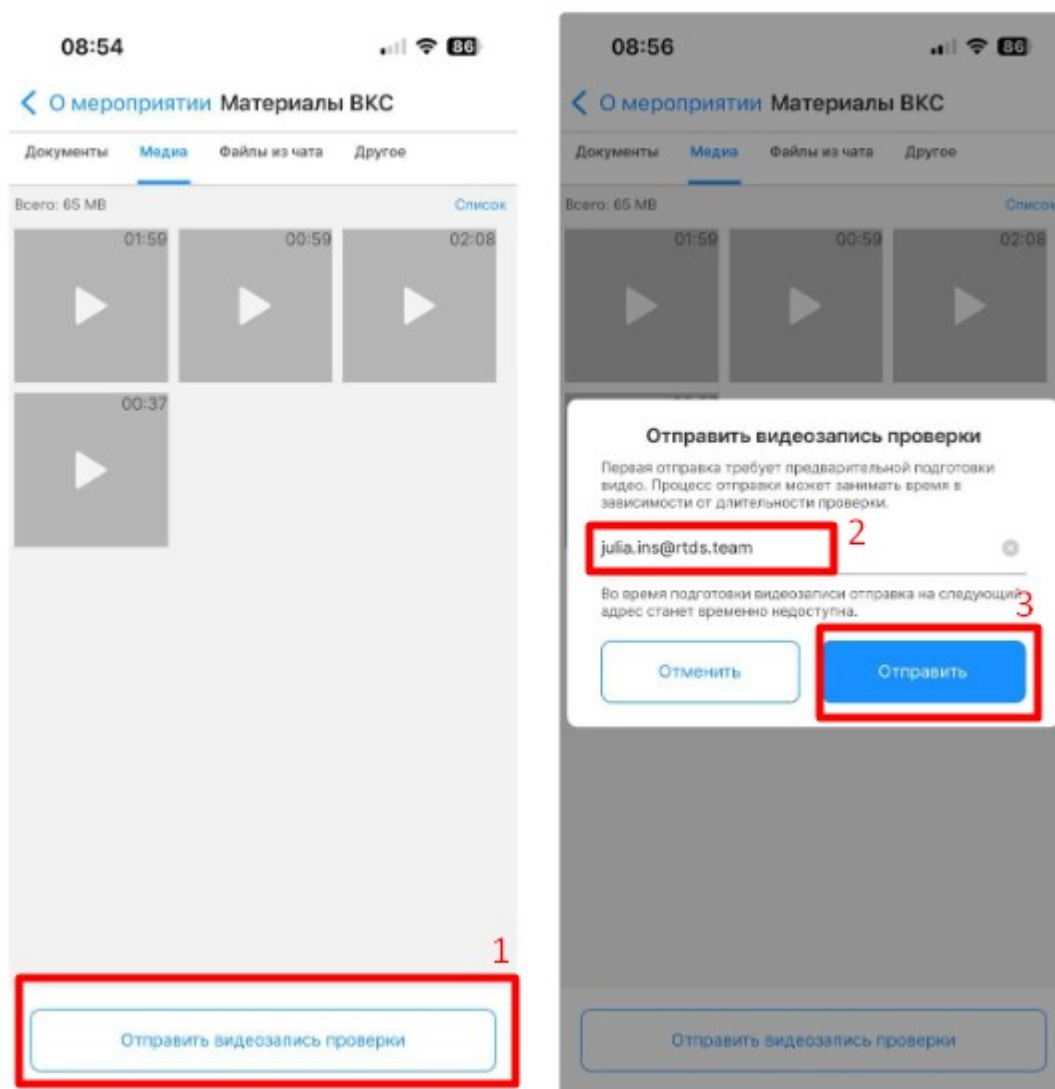 08:54
86
О мероприятии Материалы ВКС
Документы Медиа Файлы из чата Другое
Всего: 65 MB Список
01:59 00:59 02:08
00:37
1
Отправить видеозапись проверки
08:56
86
О мероприятии Материалы ВКС
Документы Медиа Файлы из чата Другое
Всего: 65 MB Список
01:59 00:59 02:08
Отправить видеозапись проверки
Первая отправка требует предварительной подготовки
видео. Процесс отправки может занимать время в
зависимости от длительности проверки.
julia.ins@rtds.team 2
Во время подготовки видеозаписи отправка на следующий
адрес станет временно недоступна.
3
Отменить Отправить
Отправить видеозапись проверки